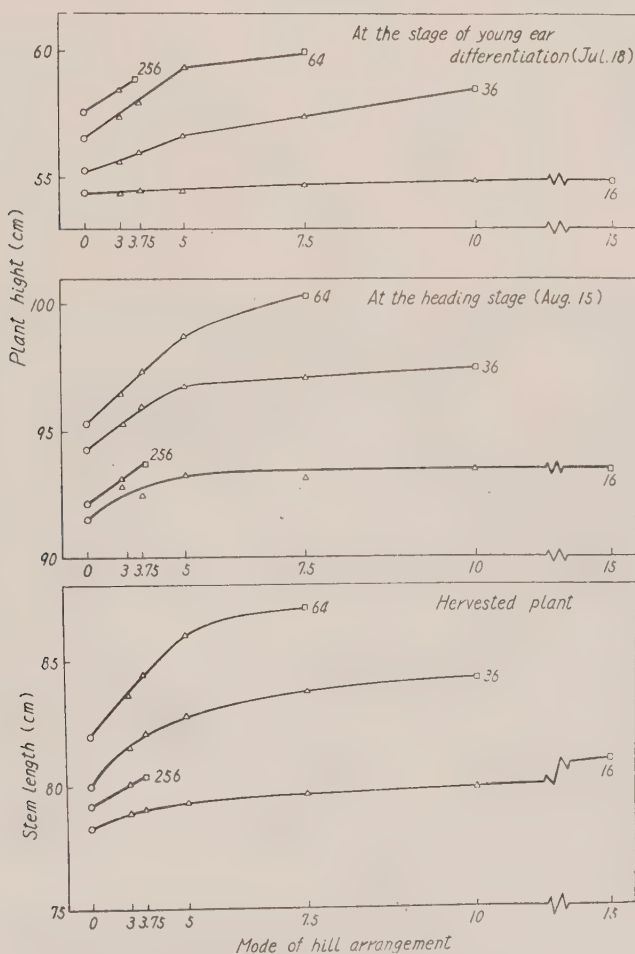 At the stage of young ear
differentiation (Jul. 18)
60
55
256
64
36
16
0 3 3.75 5 7.5 10 15
Plant hight (cm)
At the heading stage (Aug. 15)
100
95
90
64
36
256
16
0 3 3.75 5 7.5 10 15
Hervested plant
85
80
75
Stem length (cm)
64
36
256
16
0 3 3.75 5 7.5 10 15
Mode of hill arrangement